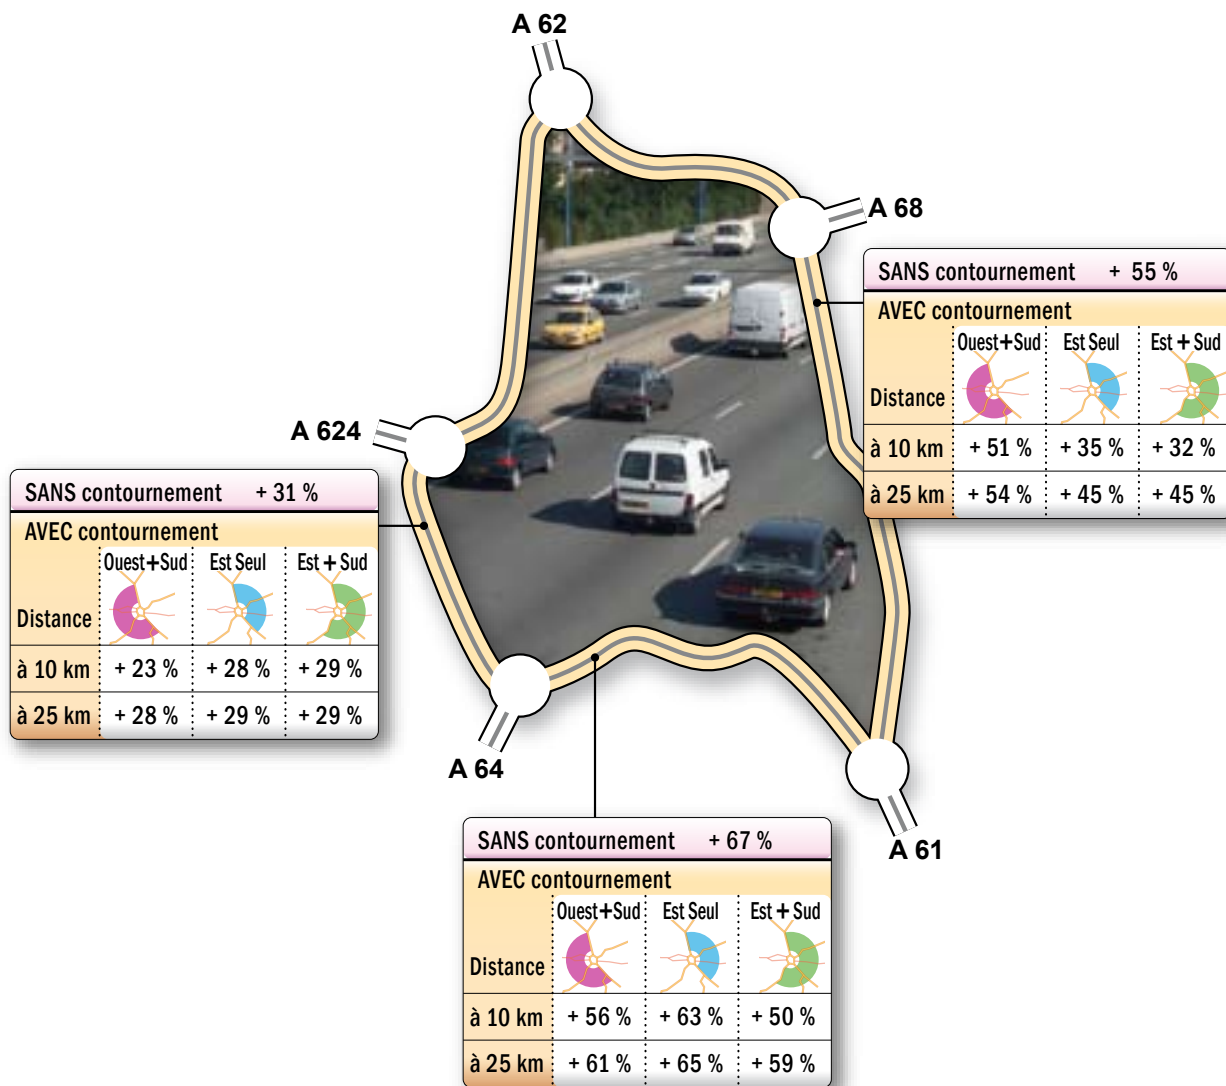 A 62
A 68
SANS contournement + 55 %
AVEC contournement
Ouest+Sud Est Seul Est + Sud
Distance
à 10 km + 51 % + 35 % + 32 %
à 25 km + 54 % + 45 % + 45 %
A 624
SANS contournement + 31 %
AVEC contournement
Ouest+Sud Est Seul Est + Sud
Distance
à 10 km + 23 % + 28 % + 29 %
à 25 km + 28 % + 29 % + 29 %
A 64
A 61
SANS contournement + 67 %
AVEC contournement
Ouest+Sud Est Seul Est + Sud
Distance
à 10 km + 56 % + 63 % + 50 %
à 25 km + 61 % + 65 % + 59 %